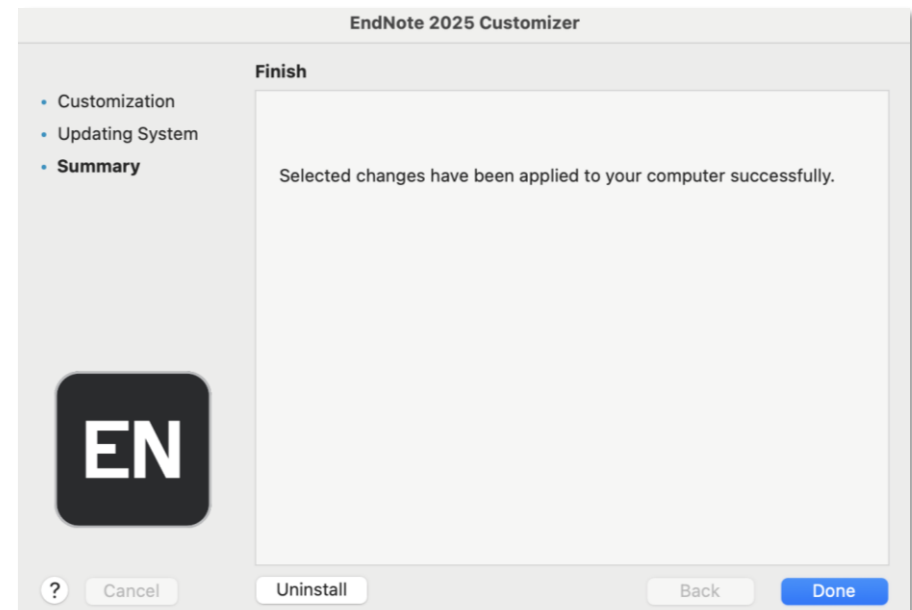 EndNote 2025 Customizer
Finish
• Customization
• Updating System
• Summary
Selected changes have been applied to your computer successfully.
EN
? Cancel Uninstall Back Done